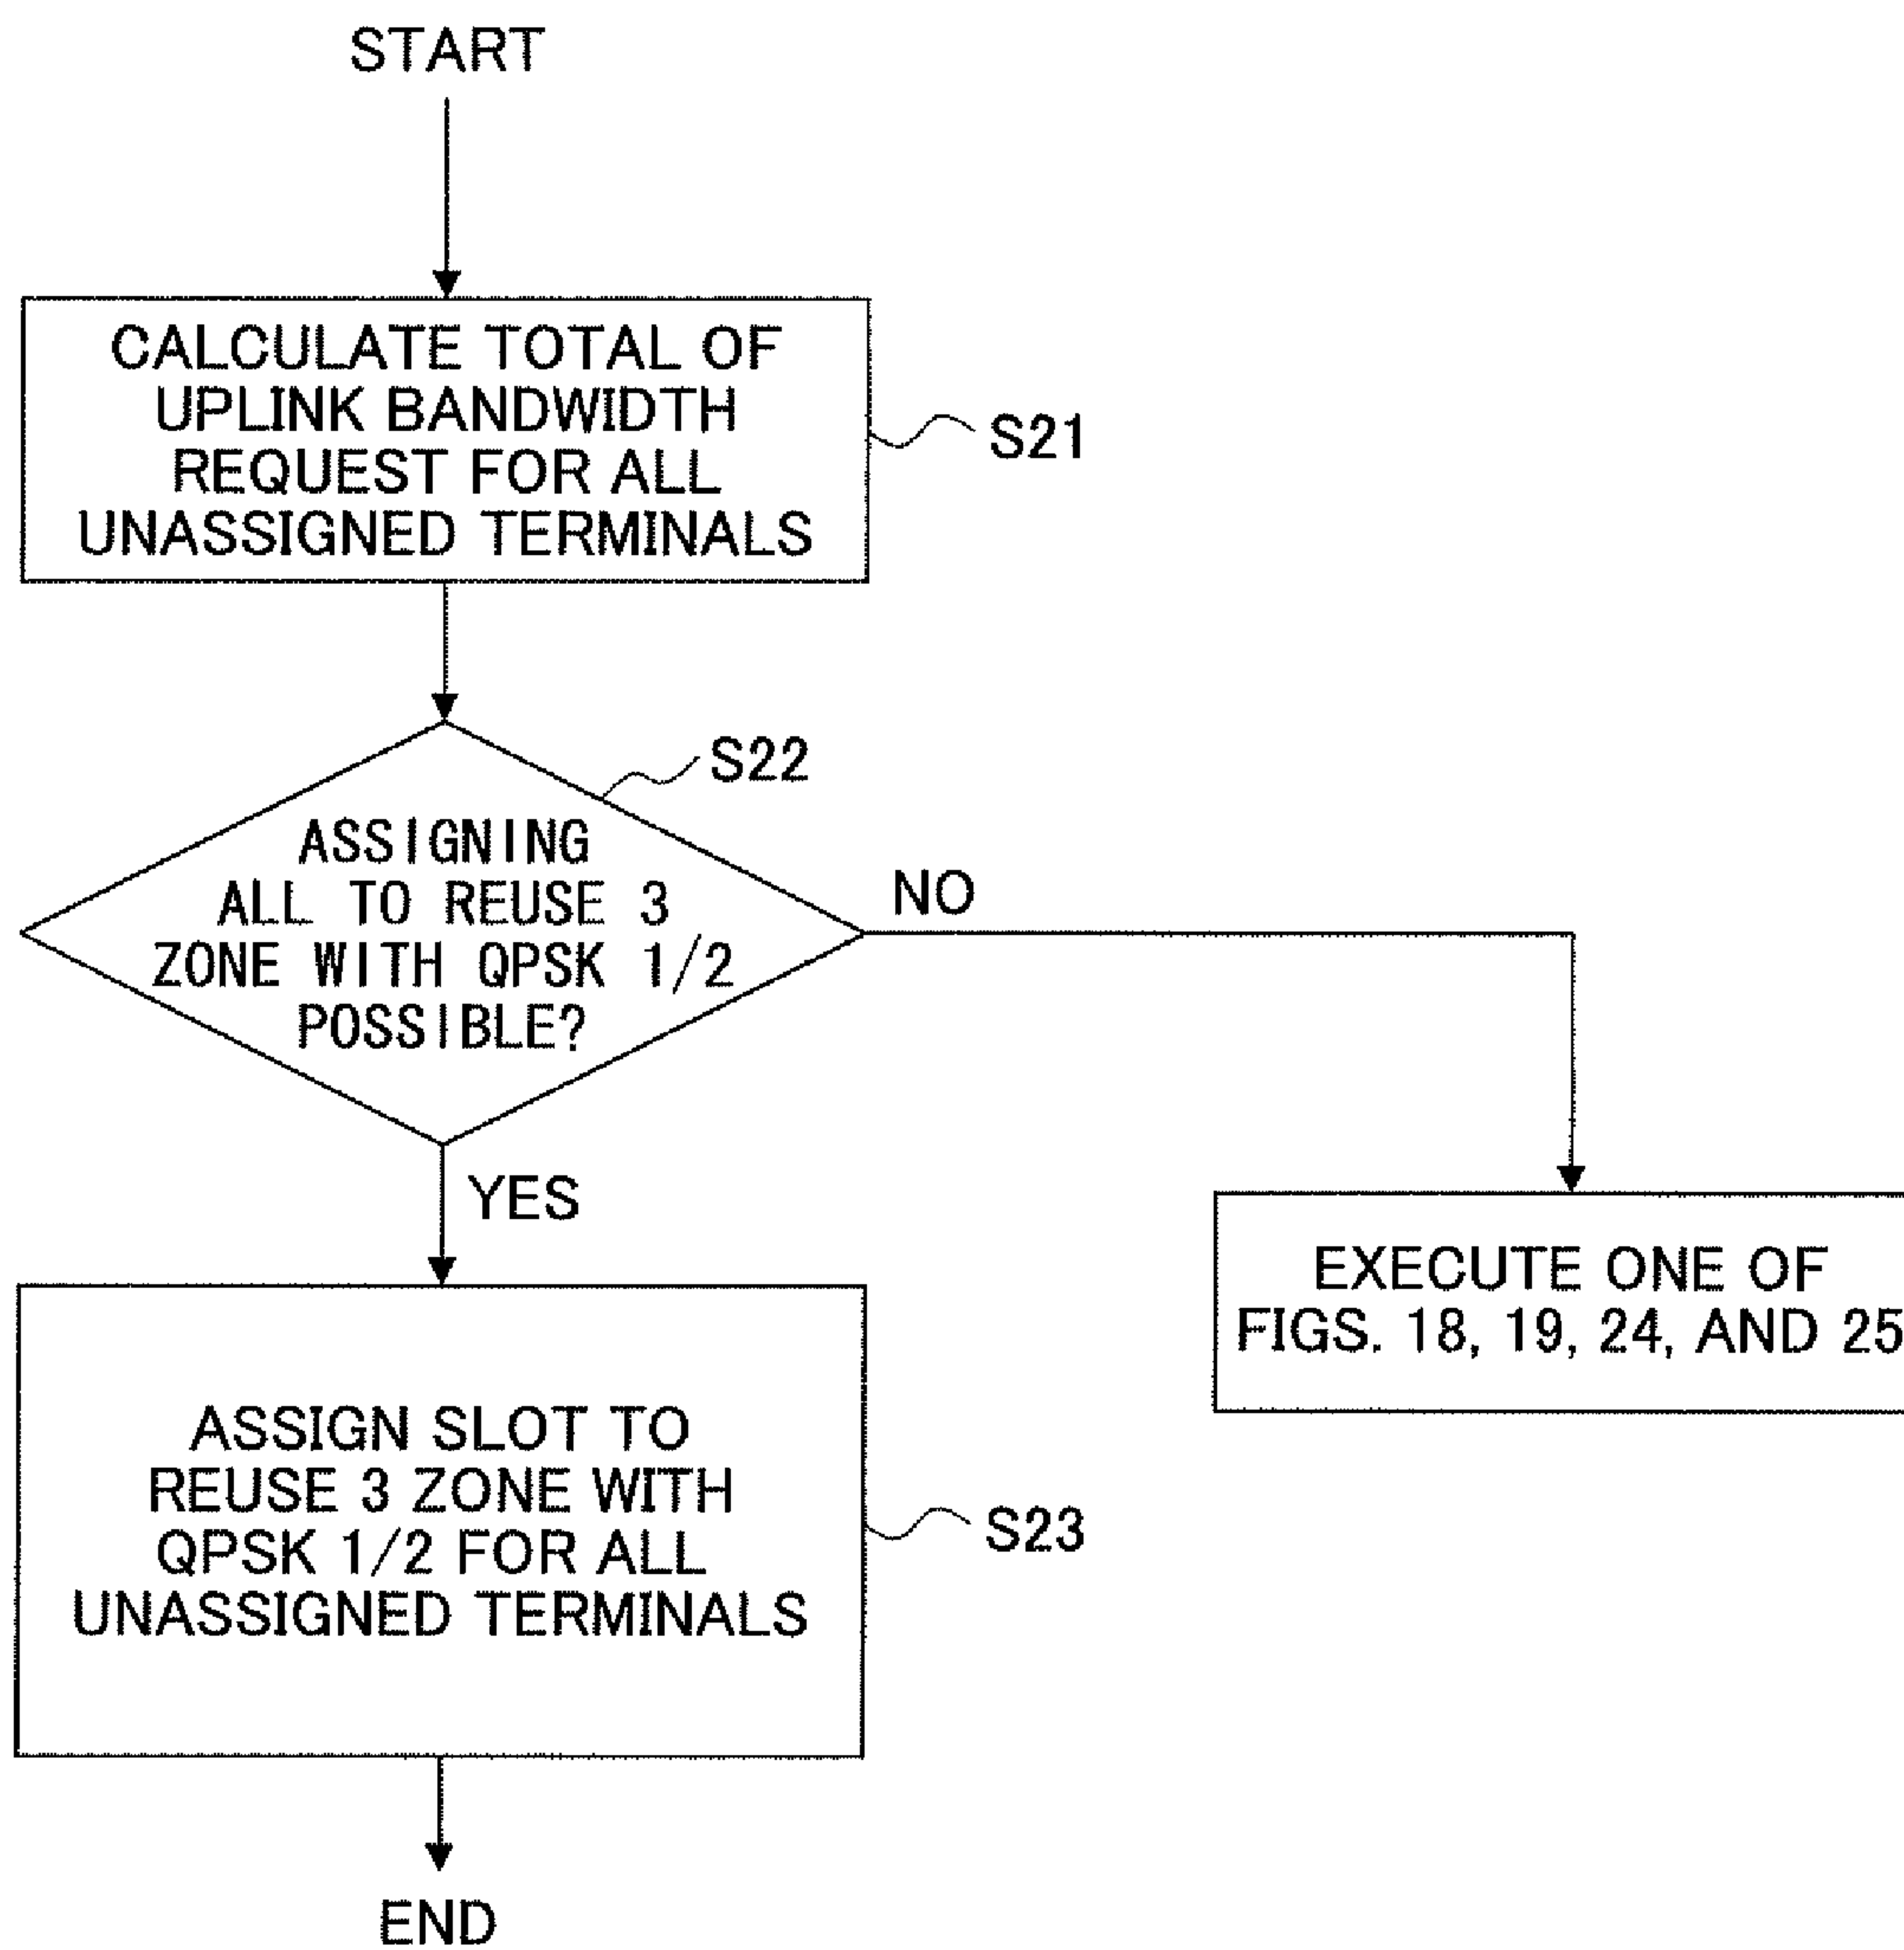 START
CALCULATE TOTAL OF
UPLINK BANDWIDTH
REQUEST FOR ALL
UNASSIGNED TERMINALS
S21
S22
ASSIGNING
ALL TO REUSE 3
ZONE WITH QPSK 1/2
POSSIBLE?
NO
YES
EXECUTE ONE OF
FIGS. 18, 19, 24, AND 25
ASSIGN SLOT TO
REUSE 3 ZONE WITH
QPSK 1/2 FOR ALL
UNASSIGNED TERMINALS
S23
END